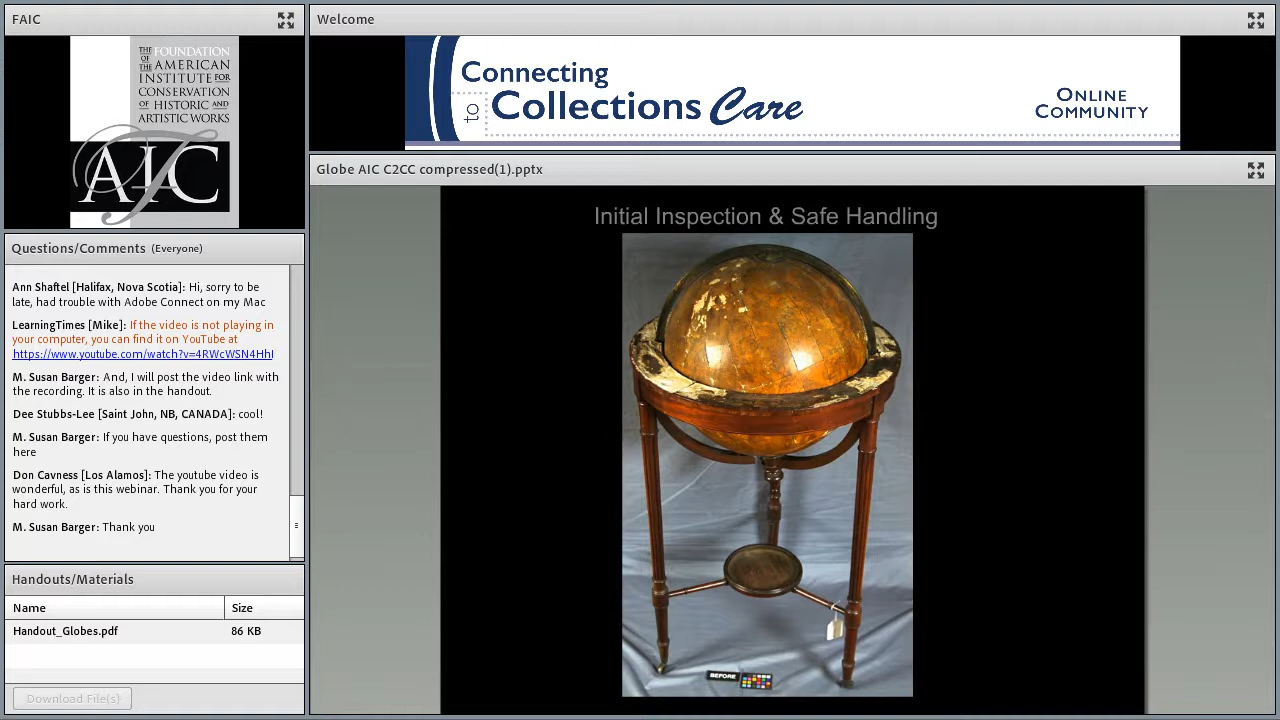 FAIC
THE FOUNDATION
OF THE AMERICAN
INSTITUTE FOR
CONSERVATION
OF HISTORIC AND
ARTISTIC WORKS
AIC
Questions/Comments (Everyone)
Ann Shaftel [Halifax, Nova Scotia]: Hi, sorry to be
late, had trouble with Adobe Connect on my Mac
LearningTimes [Mike]: If the video is not playing in
your computer, you can find it on YouTube at
https://www.youtube.com/watch?v=4RWcWSN4HhI
M. Susan Barger: And, I will post the video link with
the recording. It is also in the handout.
Dee Stubbs-Lee [Saint John, NB, CANADA]: cool!
M. Susan Barger: If you have questions, post them
here
Don Cavness [Los Alamos]: The youtube video is
wonderful, as is this webinar. Thank you for your
hard work.
M. Susan Barger: Thank you
Handouts/Materials
Name Size
Handout_Globes.pdf 86 KB
Download File(s)
Welcome
Connecting
to Collections Care
ONLINE
COMMUNITY
Globe AIC C2CC compressed(1).pptx
Initial Inspection & Safe Handling
BEFORE